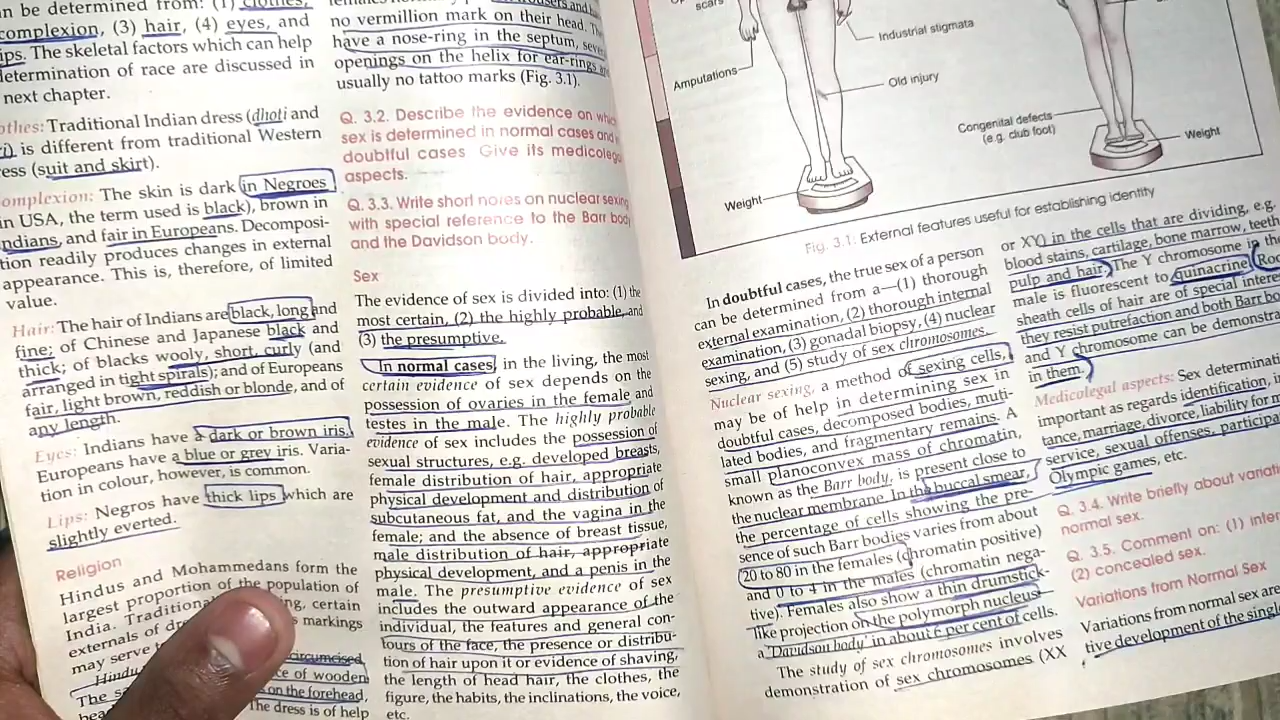 an be determined from: (1) clothes,
complexion, (3) hair, (4) eyes, and
ips. The skeletal factors which can help
etermination of race are discussed in
next chapter.
othes: Traditional Indian dress (dhoti and
i) is different from traditional Western
ress (suit and skirt).
omplexion: The skin is dark in Negroes
in USA, the term used is black), brown in
ndians, and fair in Europeans. Decomposi-
tion readily produces changes in external
appearance. This is, therefore, of limited
value.
Hair: The hair of Indians are black, long and
fine; of Chinese and Japanese black and
thick; of blacks wooly, short, curly (and
arranged in tight spirals); and of Europeans
fair, light brown, reddish or blonde, and of
any length.
Eyes: Indians have a dark or brown iris.
Europeans have a blue or grey iris. Varia-
tion in colour, however, is common.
Lips: Negros have thick lips which are
slightly everted.
Religion
Hindus and Mohammedans form the
largest proportion of the population of
India. Traditional certain
externals of markings
may serve
Hindu circumcised
The ce of wooden
on the forehead,
The dress is of help
trousers and
no vermillion mark on their head. The
have a nose-ring in the septum,
openings on the helix for ear-rings
usually no tattoo marks (Fig. 3.1).
Q. 3.2. Describe the evidence on
sex is determined in normal cases and
doubtful cases Give its medicoleg
aspects.
Q. 3.3. Write short nores on nuclear sexing
with special reference to the Barr body
and the Davidson body.
Sex
The evidence of sex is divided into: (1) the
most certain, (2) the highly probable, and
(3) the presumptive.
In normal cases, in the living, the most
certain evidence of sex depends on the
possession of ovaries in the female and
testes in the male. The highly probable
evidence of sex includes the possession of
sexual structures, e.g. developed breasts,
female distribution of hair, appropriate
physical development and distribution of
subcutaneous fat, and the vagina in the
female; and the absence of breast tissue,
male distribution of hair, appropriate
physical development, and a penis in the
male. The presumptive evidence of sex
includes the outward appearance of the
individual, the features and general con-
tours of the face, the presence or distribu-
tion of hair upon it or evidence of shaving,
the length of head hair, the clothes, the
figure, the habits, the inclinations, the voice,
etc.
scars
Industrial stigmata
Amputations
Old injury
Congenital defects
(e.g. club foot)
Weight
Weight
Fig. 3.1: External features useful for establishing identity
In doubtful cases, the true sex of a person
can be determined from a—(1) thorough
external examination, (2) thorough internal
examination, (3) gonadal biopsy, (4) nuclear
sexing, and (5) study of sex chromosomes.
Nuclear sexing, a method of sexing cells,
may be of help in determining sex in
doubtful cases, decomposed bodies, muti-
lated bodies, and fragmentary remains. A
small planoconvex mass of chromatin,
known as the Barr body, is present close to
the nuclear membrane. In the buccal smear,
the percentage of cells showing the pre-
sence of such Barr bodies varies from about
20 to 80 in the females (chromatin positive)
and 0 to 4 in the males (chromatin nega-
tive). Females also show a thin drumstick-
like projection on the polymorph nucleus
a 'Davidson body' in about 6 per cent of cells.
The study of sex chromosomes involves
demonstration of sex chromosomes (XX
or XY) in the cells that are dividing, e.g.
blood stains, cartilage, bone marrow, teeth
pulp and hair. The Y chromosome in the
male is fluorescent to quinacrine
sheath cells of hair are of special intere
they resist putrefaction and both Barr bo
and Y chromosome can be demonstra
in them.
Medicolegal aspects: Sex determinat
important as regards identification, in
tance, marriage, divorce, liability for m
service, sexual offenses, participa
Olympic games, etc.
Q. 3.4. Write briefly about variati
normal sex.
Q. 3.5. Comment on: (1) Inter
(2) concealed sex.
Variations from Normal Sex
Variations from normal sex are
tive development of the singl